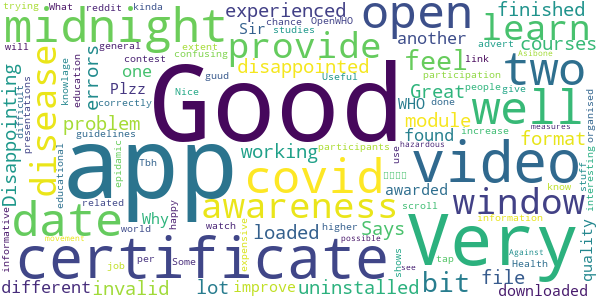 midnight
experienced
open
learn
finished
Sir
provide
another
courses
disappointed
feel
errors
one
Plzz
Great
WHO
module
problem
found
format
working
awarded
disease
Disappointing
Good
two
well
app
covid
video
awareness
window
date
Why
Says
loaded
certificate
Very
bit
file
quality
different
invalid
lot
uninstalled
improve
downloaded
trying
What
reddit
kinda
chance
OpenWHO
will
contest
Tbh
studies
advert
Asibone
confusing
extent
general
Useful
participation
link
education
guud
people
give
knowlage
correctly
Nice
done
increase
difficult
presentations
guidelines
educational
epidemic
participants
use
measures
hazardous
organised
interesting
stuff
know
related
world
happy
watch
higher
possible
scroll
information
informative
movement
job
per
Some
expensive
shows
tap
see
Against
Health